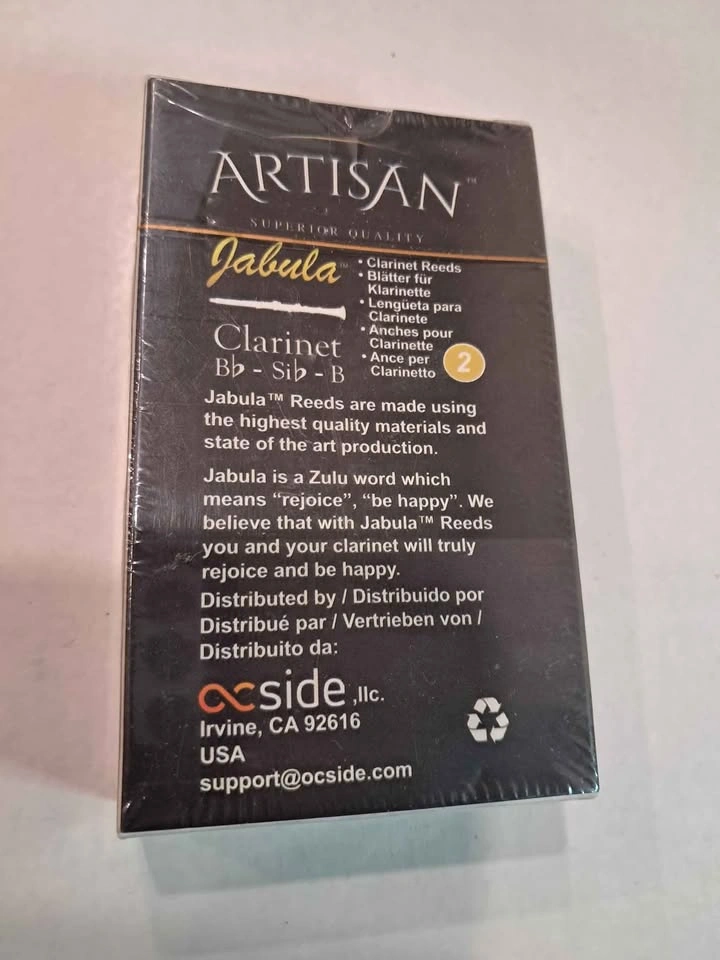 ARTISAN™
SUPERIOR QUALITY
Jabula™
Clarinet
B♭ - Si♭ - B
• Clarinet Reeds
• Blätter für
Klarinette
• Lengüeta para
Clarinete
• Anches pour
Clarinette
• Ance per
Clarinetto
2
Jabula™ Reeds are made using
the highest quality materials and
state of the art production.
Jabula is a Zulu word which
means “rejoice”, “be happy”. We
believe that with Jabula™ Reeds
you and your clarinet will truly
rejoice and be happy.
Distributed by / Distribuido por
Distribué par / Vertrieben von /
Distribuito da:
ocside ,llc.
Irvine, CA 92616
USA
support@ocside.com